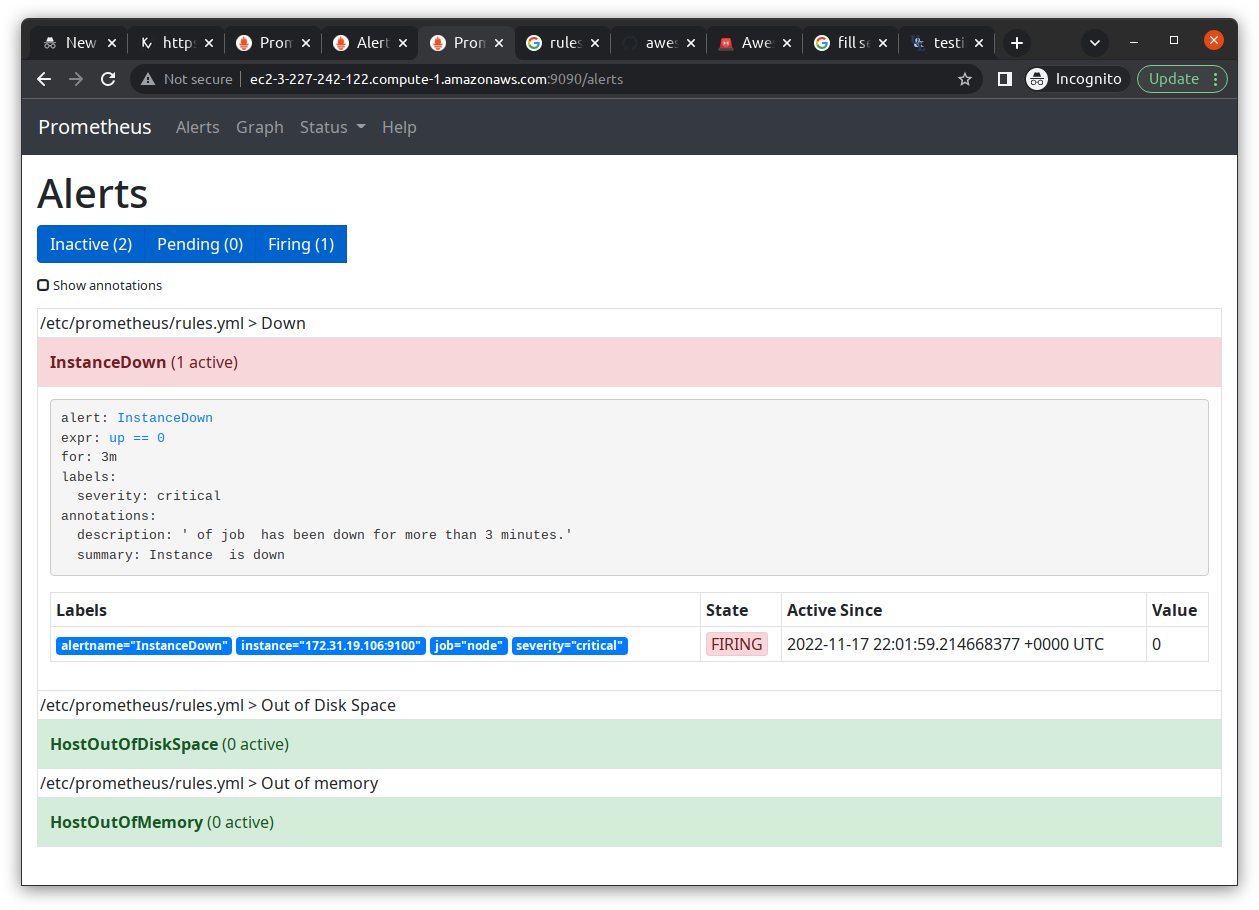 New
http:
Prom
Alert
Prom
rules
awes
Awes
fill se
testi
Not secure
ec2-3-227-242-122.compute-1.amazonaws.com:9090/alerts
Incognito
Update
Prometheus Alerts Graph Status Help
Alerts
Inactive (2) Pending (0) Firing (1)
Show annotations
/etc/prometheus/rules.yml > Down
InstanceDown (1 active)
alert: InstanceDown
expr: up == 0
for: 3m
labels:
severity: critical
annotations:
description: ' of job  has been down for more than 3 minutes.'
summary: Instance  is down
Labels State Active Since Value
alertname="InstanceDown" instance="172.31.19.106:9100" job="node" severity="critical" FIRING 2022-11-17 22:01:59.214668377 +0000 UTC 0
/etc/prometheus/rules.yml > Out of Disk Space
HostOutOfDiskSpace (0 active)
/etc/prometheus/rules.yml > Out of memory
HostOutOfMemory (0 active)